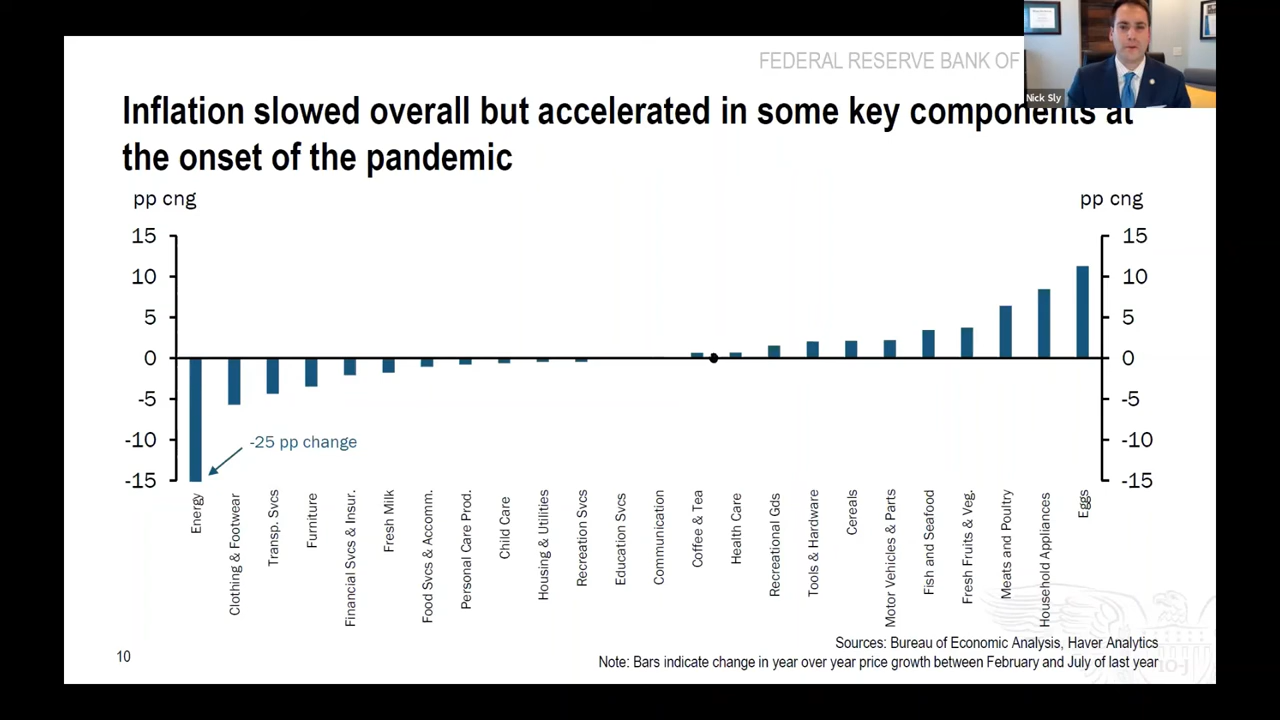 FEDERAL RESERVE BANK OF
Nick Sly
Inflation slowed overall but accelerated in some key components at
the onset of the pandemic
pp cng
pp cng
15
10
5
0
-5
-10
-15
15
10
5
0
-5
-10
-15
-25 pp change
Energy
Clothing & Footwear
Transp. Svcs
Furniture
Financial Svcs & Insur.
Fresh Milk
Food Svcs & Accomm.
Personal Care Prod.
Child Care
Housing & Utilities
Recreation Svcs
Education Svcs
Communication
Coffee & Tea
Health Care
Recreational Gds
Tools & Hardware
Cereals
Motor Vehicles & Parts
Fish and Seafood
Fresh Fruits & Veg.
Meats and Poultry
Household Appliances
Eggs
Sources: Bureau of Economic Analysis, Haver Analytics
Note: Bars indicate change in year over year price growth between February and July of last year
10
10-J